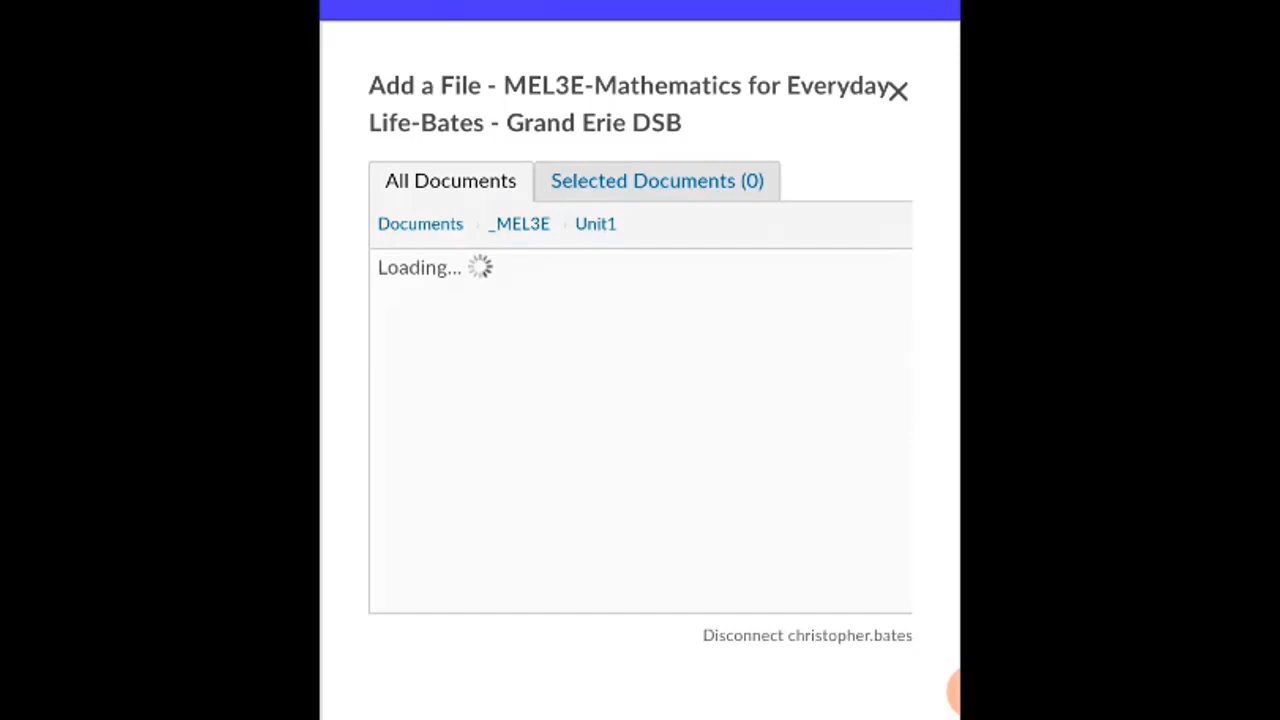 Add a File - MEL3E-Mathematics for Everyday
Life-Bates - Grand Erie DSB
All Documents Selected Documents (0)
Documents _MEL3E Unit1
Loading...
Disconnect christopher.bates